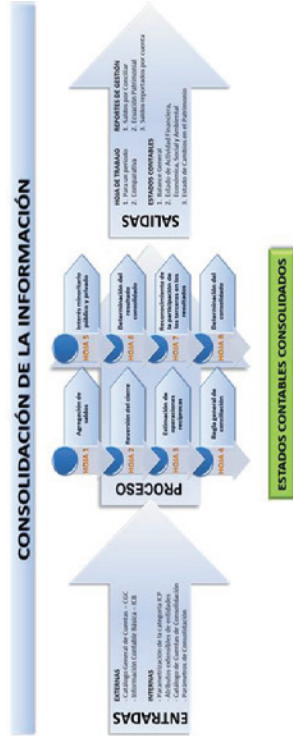 CONSOLIDACIÓN DE LA INFORMACIÓN
ENTRADAS
EXTERNAS
- Catálogo General de Cuentas – CGC
- Información Contable Básica - ICB
INTERNAS
- Parametrización de la categoría ICP
- Atributos extensibles de entidades
- Catálogo de Cuentas de Consolidación
- Parámetros de Consolidación
PROCESO
HOJA 1
Agregación de
saldos
HOJA 2
Reversión del cierre
HOJA 3
Eliminación de
operaciones
recíprocas
HOJA 4
Regla general de
conciliación
HOJA 5
Interés minoritario
público y privado
HOJA 6
Determinación del
resultado
consolidado
HOJA 7
Reconocimiento de
la participación de
los terceros en los
resultados
HOJA 8
Determinación del
consolidado
SALIDAS
HOJA DE TRABAJO
1. Para un periodo
2. Comparativa
ESTADOS CONTABLES
1. Balance General
2. Estado de Actividad Financiera,
Económica, Social y Ambiental
3. Estado de Cambios en el Patrimonio
REPORTES DE GESTIÓN
1. Saldos por Conciliar
2. Ecuación Patrimonial
3. Saldos reportados por cuenta
ESTADOS CONTABLES CONSOLIDADOS